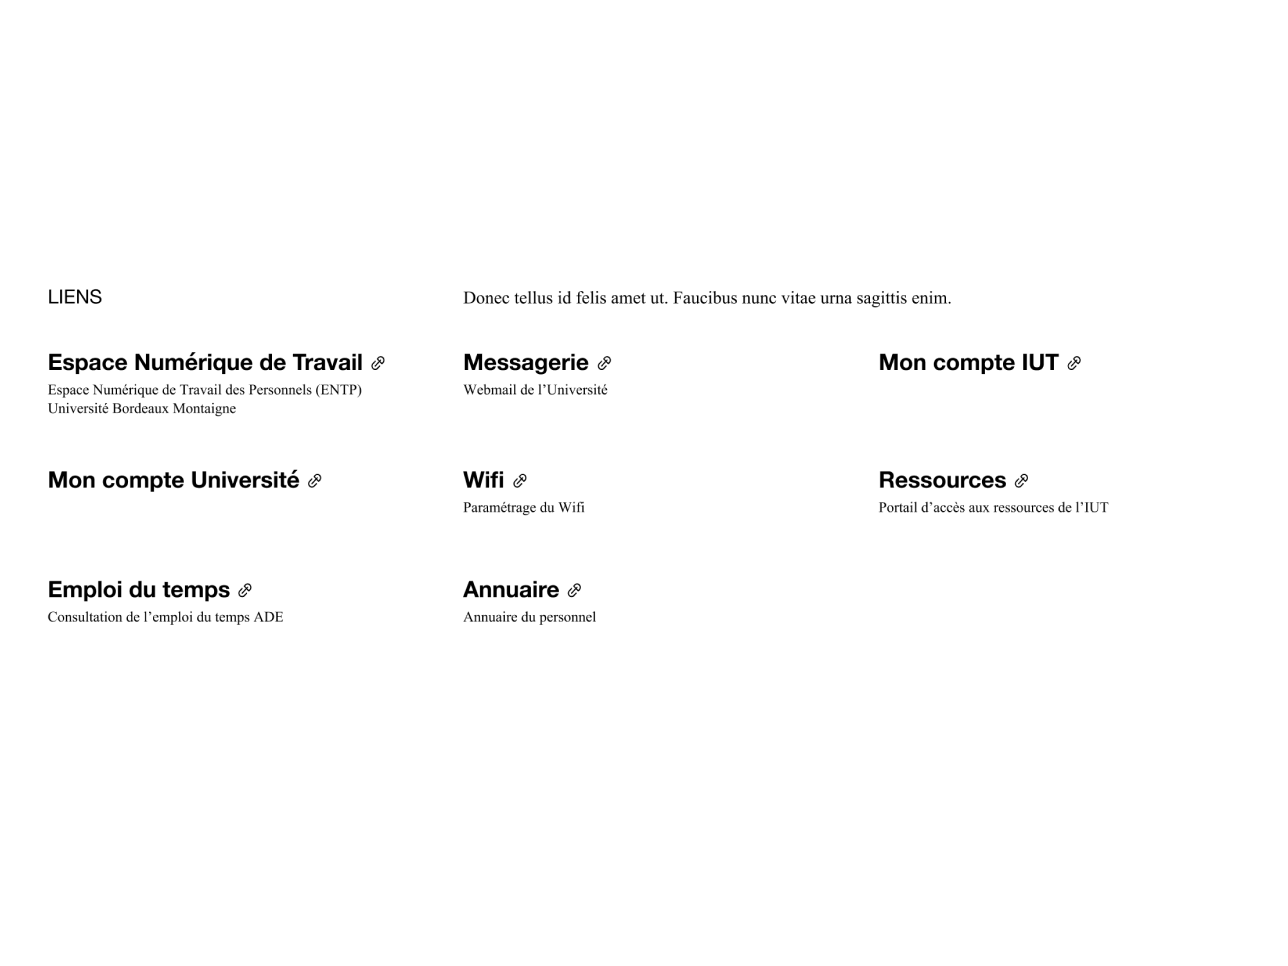 LIENS
Donec tellus id felis amet ut. Faucibus nunc vitae urna sagittis enim.
Espace Numérique de Travail
Espace Numérique de Travail des Personnels (ENTP)
Université Bordeaux Montaigne
Messagerie
Webmail de l’Université
Mon compte IUT
Mon compte Université
Wifi
Paramétrage du Wifi
Ressources
Portail d’accès aux ressources de l’IUT
Emploi du temps
Consultation de l’emploi du temps ADE
Annuaire
Annuaire du personnel